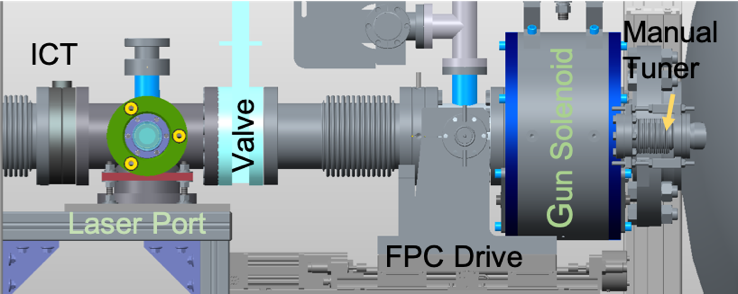 ICT
Manual
Tuner
Valve
Gun Solenoid
Laser Port
FPC Drive